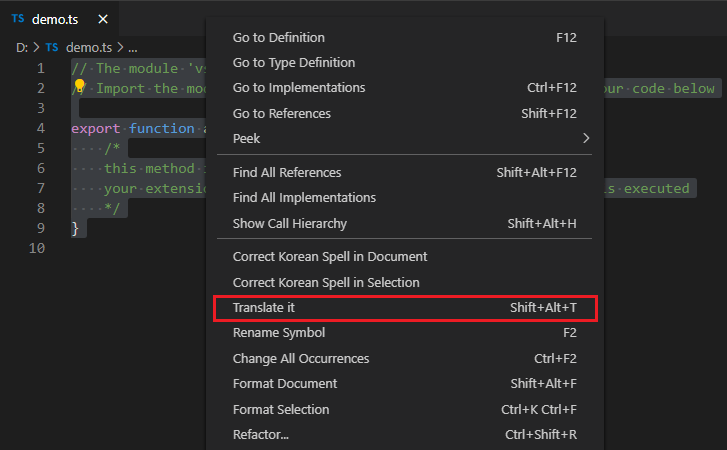 TS demo.ts ×
D: > TS demo.ts > ...
1 // The module 'vs
2 // Import the mod our code below
3
4 export function a
5 /*
6 this method i
7 your extension s executed
8 */
9 }
10
Go to Definition F12
Go to Type Definition
Go to Implementations Ctrl+F12
Go to References Shift+F12
Peek >
Find All References Shift+Alt+F12
Find All Implementations
Show Call Hierarchy Shift+Alt+H
Correct Korean Spell in Document
Correct Korean Spell in Selection
Translate it Shift+Alt+T
Rename Symbol F2
Change All Occurrences Ctrl+F2
Format Document Shift+Alt+F
Format Selection Ctrl+K Ctrl+F
Refactor... Ctrl+Shift+R